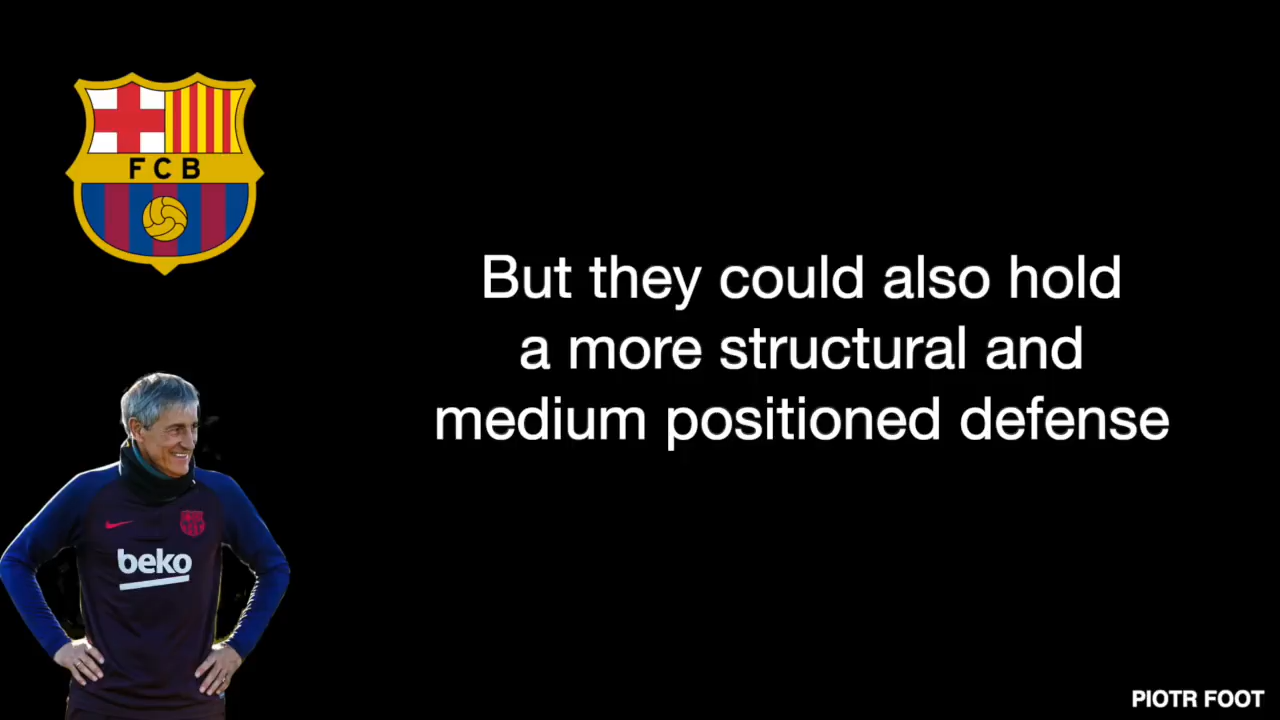 FCB
But they could also hold
a more structural and
medium positioned defense
beko
PIOTR FOOT